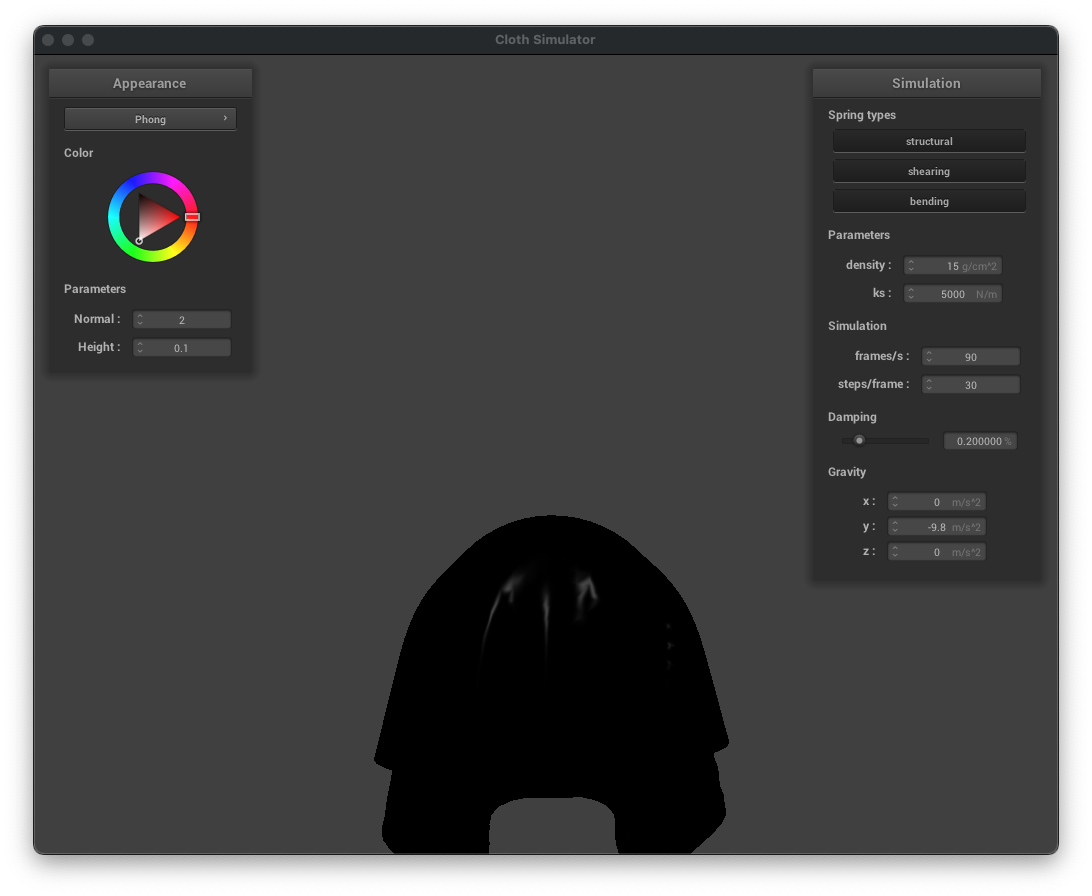 Cloth Simulator
Appearance
Phong
Color
Parameters
Normal : 2
Height : 0.1
Simulation
Spring types
structural
shearing
bending
Parameters
density : 15 g/cm^2
ks : 5000 N/m
Simulation
frames/s : 90
steps/frame : 30
Damping
0.200000 %
Gravity
x : 0 m/s^2
y : -9.8 m/s^2
z : 0 m/s^2